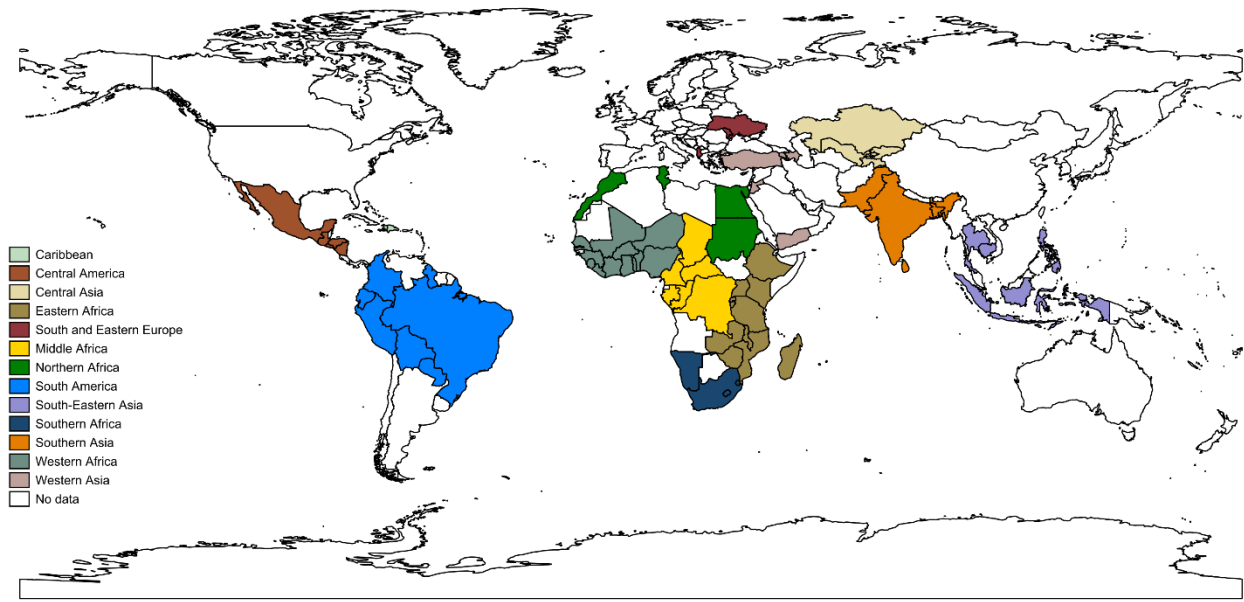 Caribbean
Central America
Central Asia
Eastern Africa
South and Eastern Europe
Middle Africa
Northern Africa
South America
South-Eastern Asia
Southern Africa
Southern Asia
Western Africa
Western Asia
No data